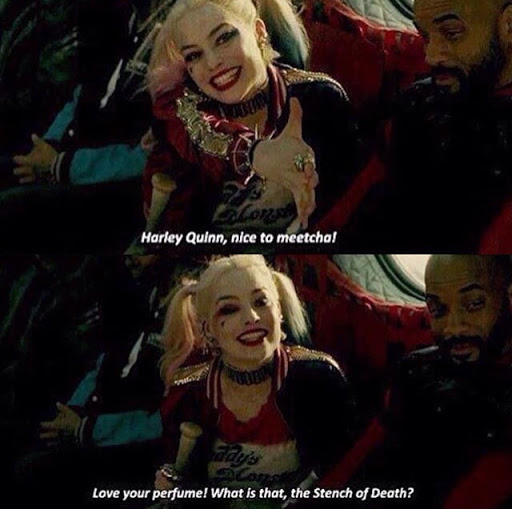 Harley Quinn, nice to meetcha!
Love your perfume! What is that, the Stench of Death?